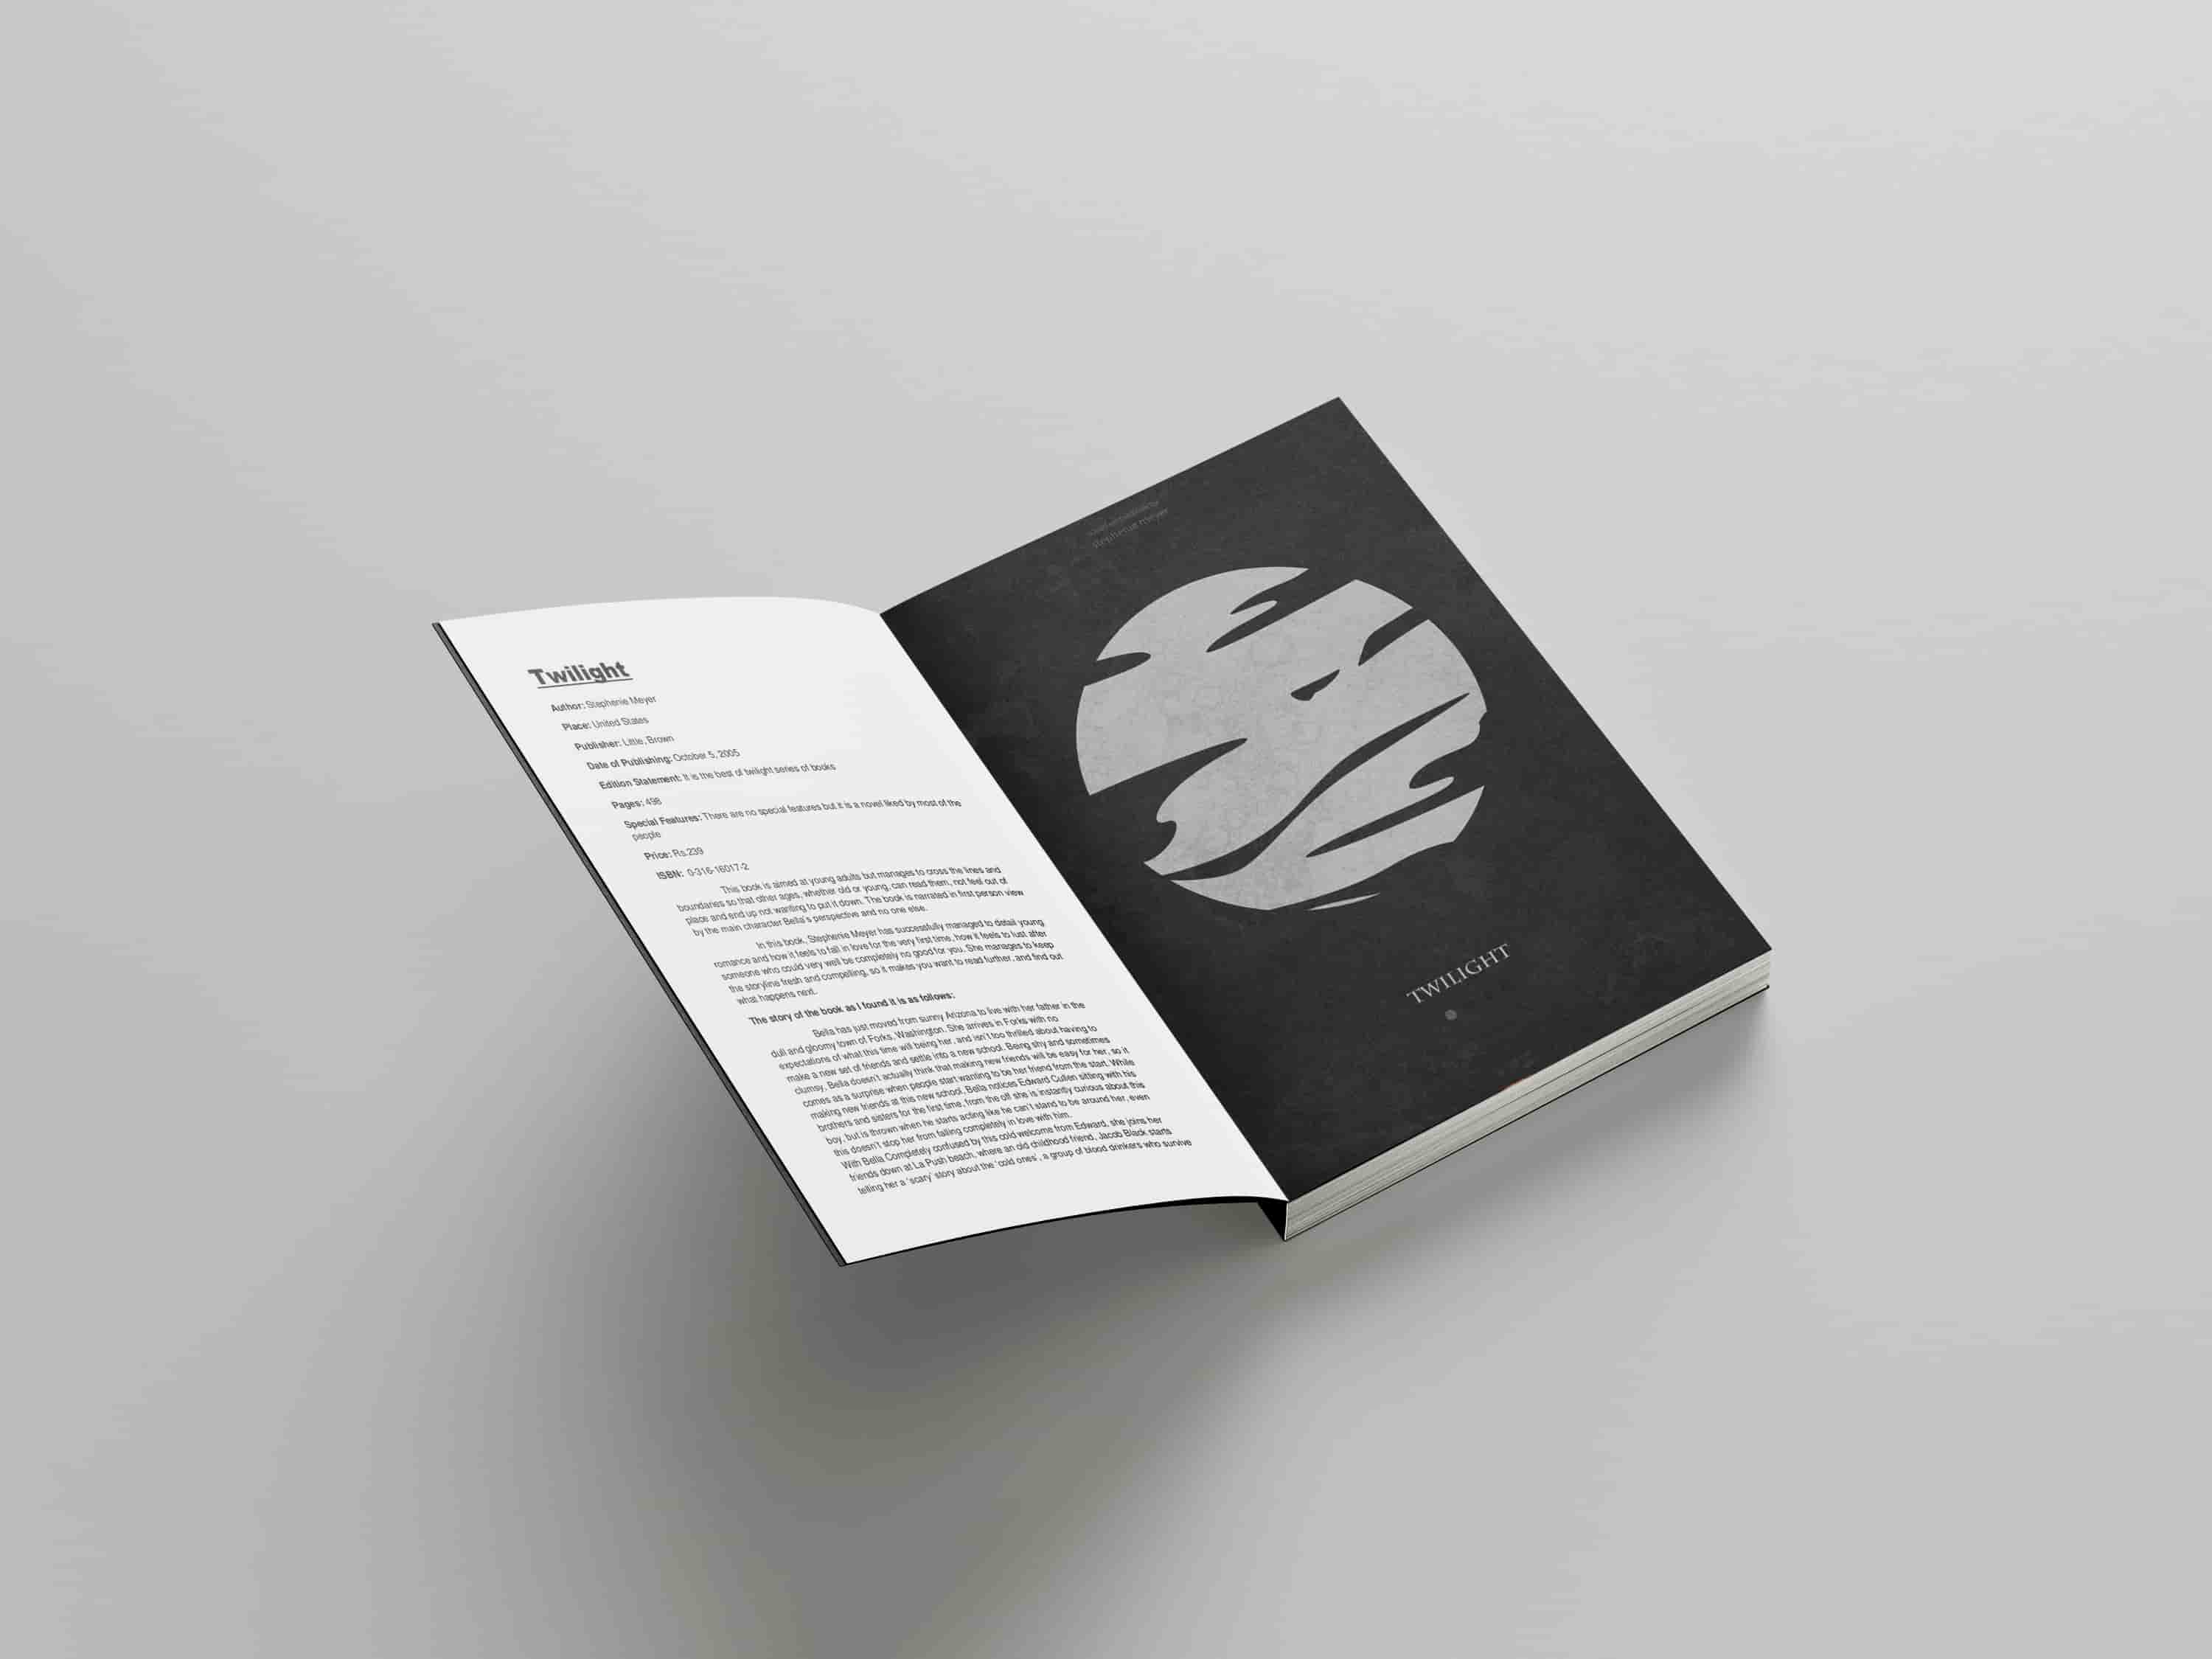 Twilight
Author: Stephenie Meyer
Place: United States
Publisher: Little, Brown
Date of Publishing: October 5, 2005
Edition Statement: It is the best of twilight series of books
Pages: 498
Special Features: There are no special features but it is a novel liked by most of the
people
Price: Rs.239
ISBN: 0-316-16017-2
This book is aimed at young adults but manages to cross the lines and
boundaries so that other ages, whether old or young, can read them, not feel out of
place and end up not wanting to put it down. The book is narrated in first person view
by the main character Bella's perspective and no one else.
In this book, Stephenie Meyer has successfully managed to detail young
romance and how it feels to fall in love for the very first time, how it feels to lust after
someone who could very well be completely no good for you. She manages to keep
the storyline fresh and compelling, so it makes you want to read further, and find out
what happens next.
The story of the book as I found it is as follows:
Bella has just moved from sunny Arizona to live with her father in the
dull and gloomy town of Forks, Washington. She arrives in Forks with no
expectations of what this time will being her, and isn't too thrilled about having to
make a new set of friends and settle into a new school. Being shy and sometimes
clumsy, Bella doesn't actually think that making new friends will be easy for her, so it
comes as a surprise when people start wanting to be her friend from the start. While
making new friends at this new school, Bella notices Edward Cullen sitting with his
brothers and sisters for the first time, from the off she is instantly curious about this
boy, but is thrown when he starts acting like he can't stand to be around her, even
this doesn't stop her from falling completely in love with him.
With Bella Completely confused by this cold welcome from Edward, she joins her
friends down at La Push beach, where an old childhood friend, Jacob Black starts
telling her a 'scary' story about the 'cold ones', a group of blood drinkers who survive
stephenie meyer
TWILIGHT